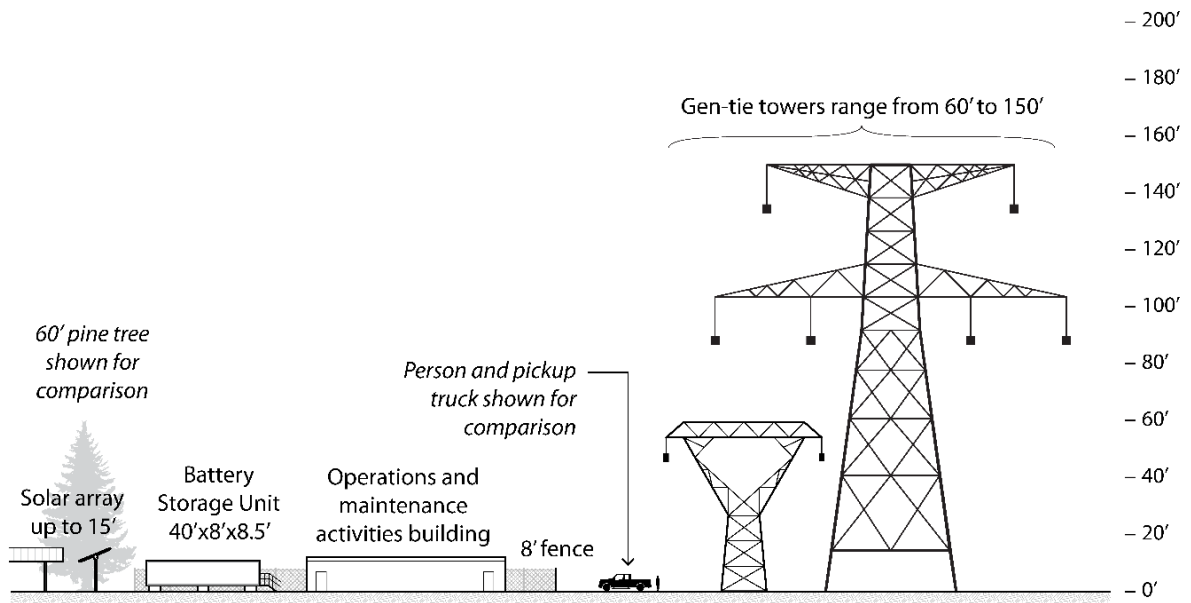 Gen-tie towers range from 60' to 150'
– 200'
– 180'
– 160'
– 140'
– 120'
– 100'
– 80'
– 60'
– 40'
– 20'
– 0'
60' pine tree
shown for
comparison
Person and pickup
truck shown for
comparison
Solar array
up to 15'
Battery
Storage Unit
40'x8'x8.5'
Operations and
maintenance
activities building
8' fence